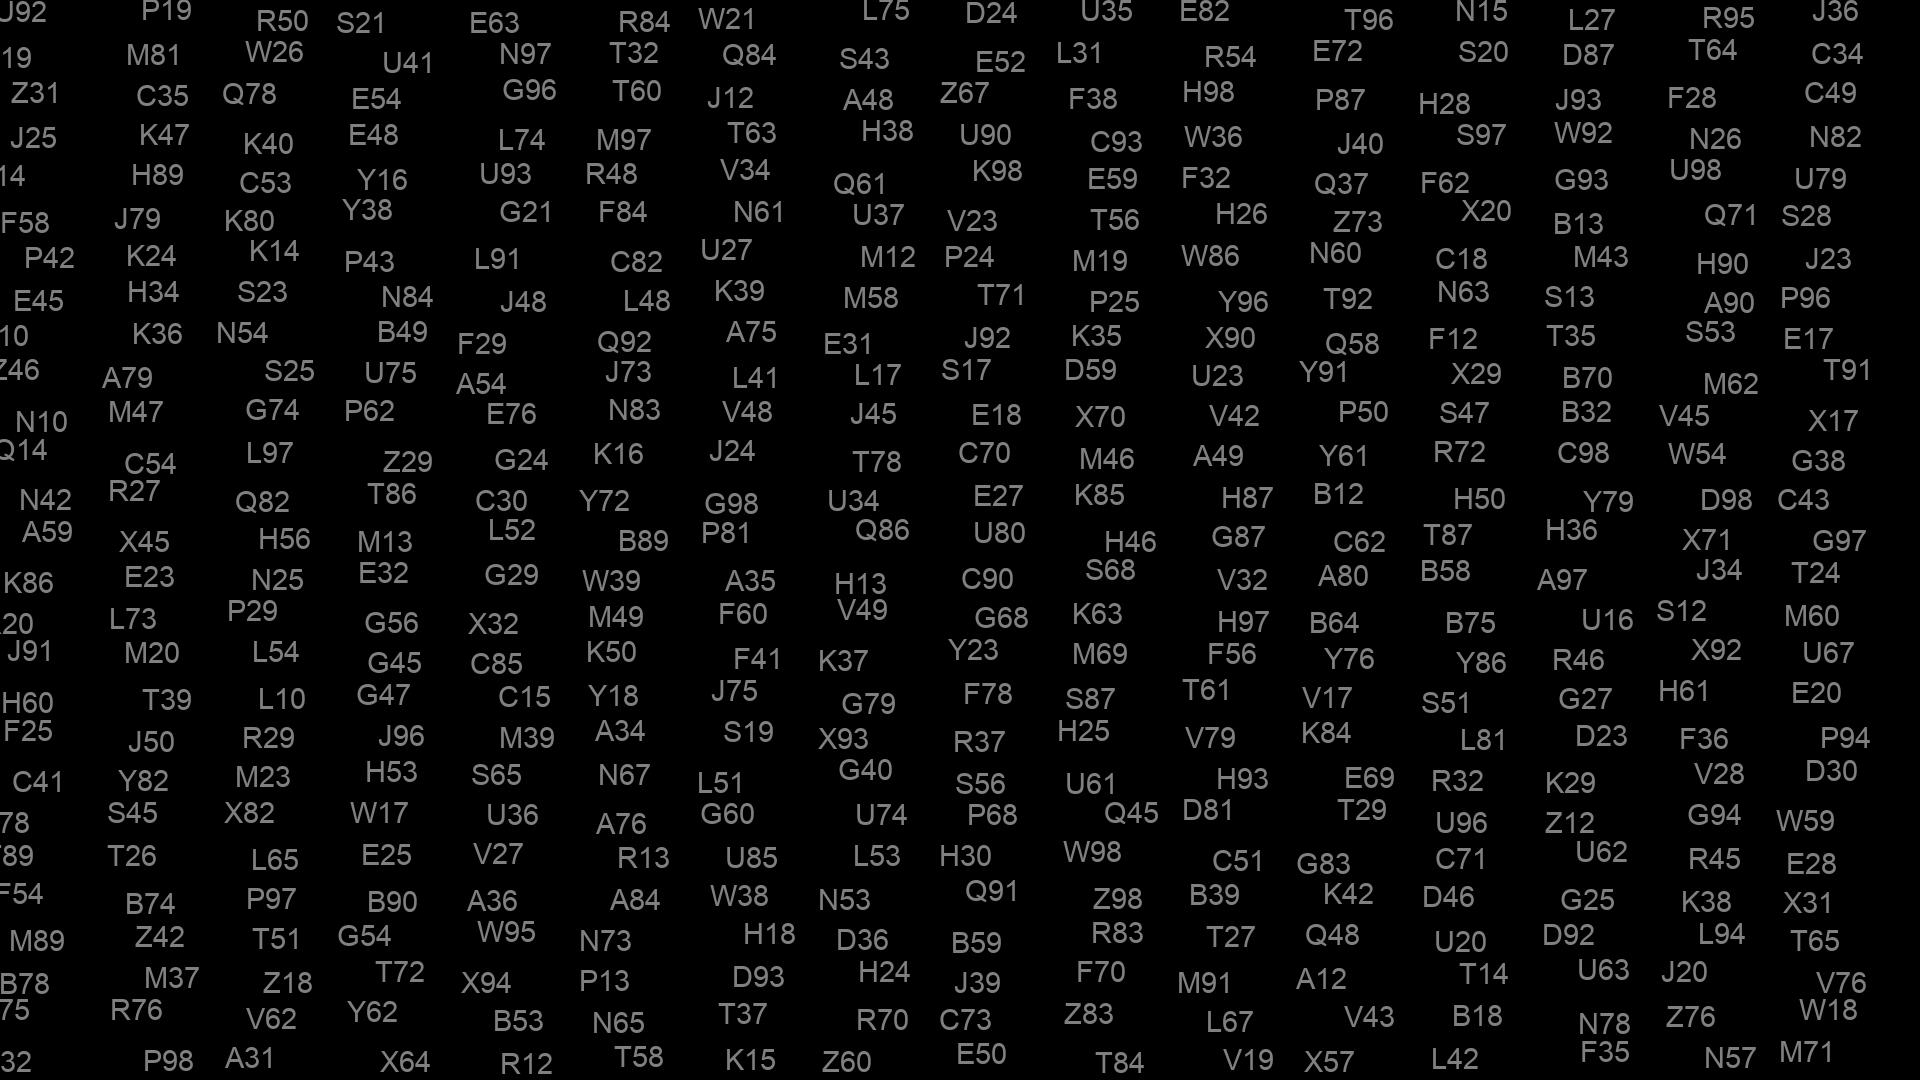 U92 P19 R50 S21 E63 R84 W21 L75 D24 U35 E82 T96 N15 L27 R95 J36
19 M81 W26 U41 N97 T32 Q84 S43 E52 L31 R54 E72 S20 D87 T64 C34
Z31 C35 Q78 E54 G96 T60 J12 A48 Z67 F38 H98 P87 H28 J93 F28 C49
J25 K47 K40 E48 L74 M97 T63 H38 U90 C93 W36 J40 S97 W92 N26 N82
14 H89 C53 Y16 U93 R48 V34 Q61 K98 E59 F32 Q37 F62 G93 U98 U79
F58 J79 K80 Y38 G21 F84 N61 U37 V23 T56 H26 Z73 X20 B13 Q71 S28
P42 K24 K14 P43 L91 C82 U27 M12 P24 M19 W86 N60 C18 M43 H90 J23
E45 H34 S23 N84 J48 L48 K39 M58 T71 P25 Y96 T92 N63 S13 A90 P96
10 K36 N54 B49 F29 Q92 A75 E31 J92 K35 X90 Q58 F12 T35 S53 E17
Z46 A79 S25 U75 A54 J73 L41 L17 S17 D59 U23 Y91 X29 B70 M62 T91
N10 M47 G74 P62 E76 N83 V48 J45 E18 X70 V42 P50 S47 B32 V45 X17
Q14 C54 L97 Z29 G24 K16 J24 T78 C70 M46 A49 Y61 R72 C98 W54 G38
N42 R27 Q82 T86 C30 Y72 G98 U34 E27 K85 H87 B12 H50 Y79 D98 C43
A59 X45 H56 M13 L52 B89 P81 Q86 U80 H46 G87 C62 T87 H36 X71 G97
K86 E23 N25 E32 G29 W39 A35 H13 C90 S68 V32 A80 B58 A97 J34 T24
20 L73 P29 G56 X32 M49 F60 V49 G68 K63 H97 B64 B75 U16 S12 M60
J91 M20 L54 G45 C85 K50 F41 K37 Y23 M69 F56 Y76 Y86 R46 X92 U67
H60 T39 L10 G47 C15 Y18 J75 G79 F78 S87 T61 V17 S51 G27 H61 E20
F25 J50 R29 J96 M39 A34 S19 X93 R37 H25 V79 K84 L81 D23 F36 P94
C41 Y82 M23 H53 S65 N67 L51 G40 S56 U61 H93 E69 R32 K29 V28 D30
78 S45 X82 W17 U36 A76 G60 U74 P68 Q45 D81 T29 U96 Z12 G94 W59
89 T26 L65 E25 V27 R13 U85 L53 H30 W98 C51 G83 C71 U62 R45 E28
F54 B74 P97 B90 A36 A84 W38 N53 Q91 Z98 B39 K42 D46 G25 K38 X31
M89 Z42 T51 G54 W95 N73 H18 D36 B59 R83 T27 Q48 U20 D92 L94 T65
B78 M37 Z18 T72 X94 P13 D93 H24 J39 F70 M91 A12 T14 U63 J20 V76
75 R76 V62 Y62 B53 N65 T37 R70 C73 Z83 L67 V43 B18 N78 Z76 W18
32 P98 A31 X64 R12 T58 K15 Z60 E50 T84 V19 X57 L42 F35 N57 M71